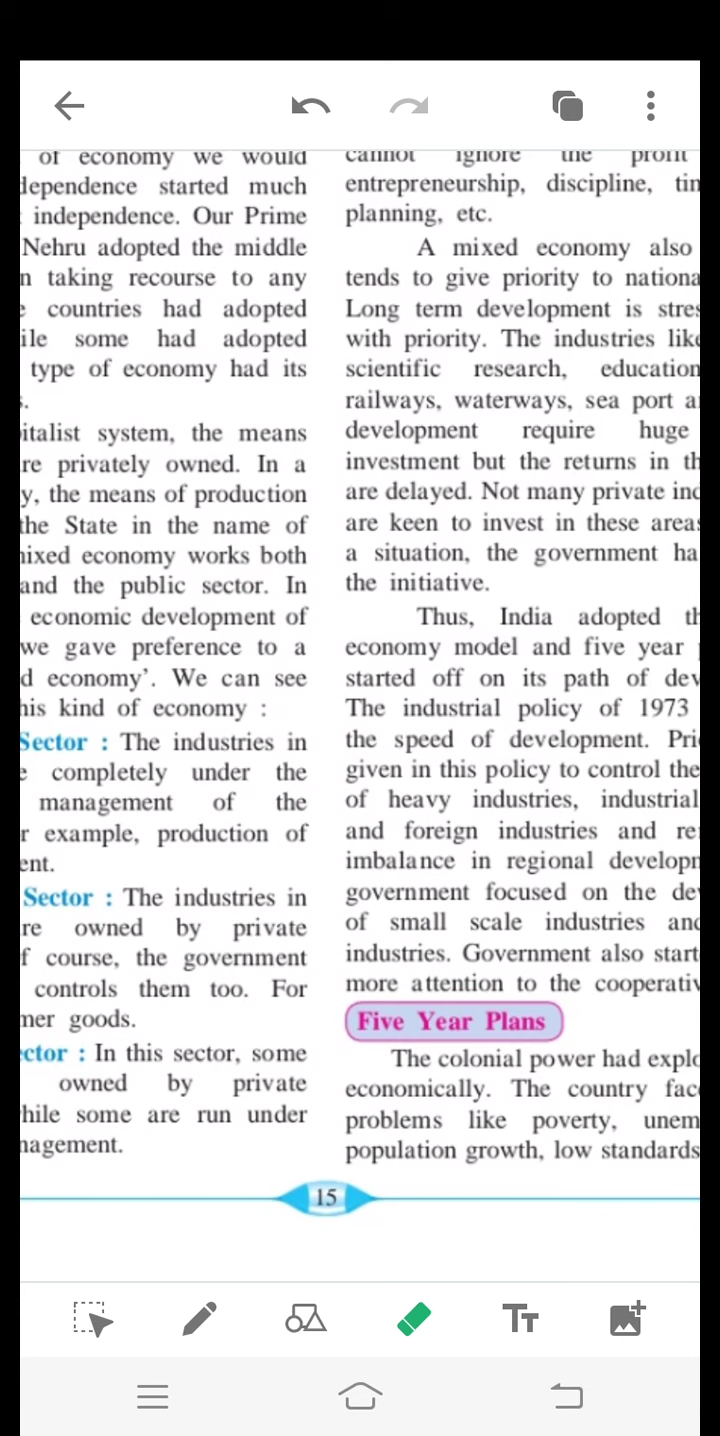 of economy we would
dependence started much
independence. Our Prime
Nehru adopted the middle
taking recourse to any
countries had adopted
some had adopted
type of economy had its
system, the means
privately owned. In a
the means of production
the State in the name of
economy works both
and the public sector. In
economic development of
we gave preference to a
economy'. We can see
kind of economy :
Sector : The industries in
completely under the
management of the
example, production of
Sector : The industries in
owned by private
course, the government
controls them too. For
goods.
: In this sector, some
owned by private
some are run under
cannot ignore the profit
entrepreneurship, discipline,
planning, etc.
A mixed economy also
tends to give priority to
Long term development is
with priority. The industries
scientific research, education
railways, waterways, sea port
development require huge
investment but the returns in
are delayed. Not many private
are keen to invest in these
a situation, the government
the initiative.
Thus, India adopted
economy model and five year
started off on its path of
The industrial policy of 1973
the speed of development.
given in this policy to control the
of heavy industries, industrial
and foreign industries and
imbalance in regional
government focused on the
of small scale industries
industries. Government also
more attention to the
Five Year Plans
The colonial power had
economically. The country
problems like poverty,
population growth, low standards
15
TT